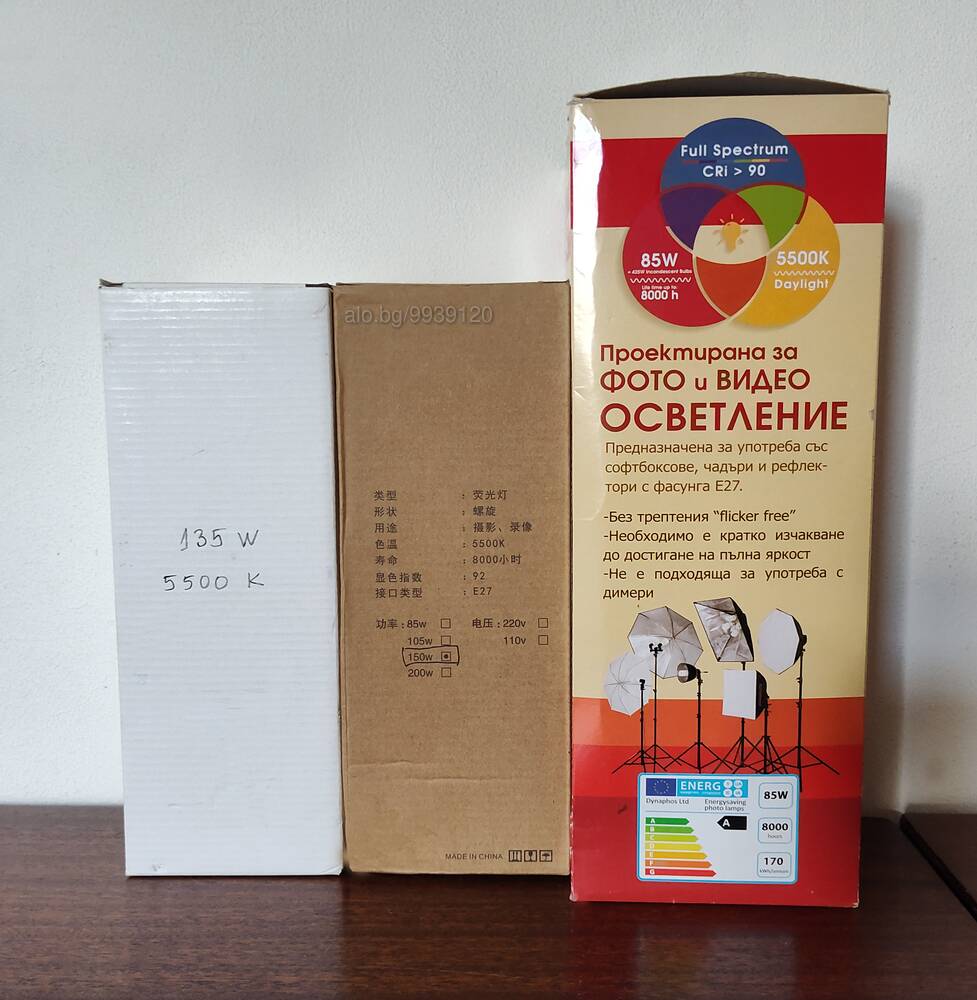 135 W
5500 K
alo.bg/9939120
类型 : 荧光灯
形状 : 螺旋
用途 : 摄影、录像
色温 : 5500K
寿命 : 8000小时
显色指数 : 92
接口类型 : E27
功率 : 85w 电压 : 220v
105w 110v
150w
200w
MADE IN CHINA
Full Spectrum
CRi > 90
85W
= 425W Incandescent Bulbs
Life time up to:
8000 h
5500K
Daylight
Проектирана за
ФОТО и ВИДЕО
ОСВЕТЛЕНИЕ
Предназначена за употреба със
софтбоксове, чадъри и рефлек-
тори с фасунга E27.
-Без трептения “flicker free”
-Необходимо е кратко изчакване
до достигане на пълна яркост
-Не е подходяща за употреба с
димери
ENERG
Dynaphos Ltd
Energysaving
photo lamps
A
B
C
D
E
F
G
A
85W
8000
hours
170
kWh/annum